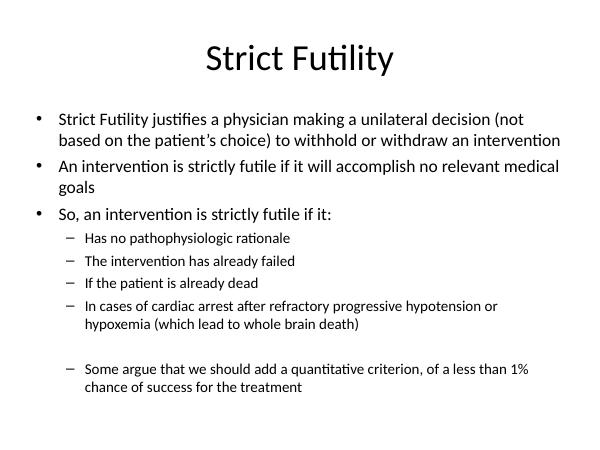 Strict Futility
• Strict Futility justifies a physician making a unilateral decision (not
based on the patient’s choice) to withhold or withdraw an intervention
• An intervention is strictly futile if it will accomplish no relevant medical
goals
• So, an intervention is strictly futile if it:
– Has no pathophysiologic rationale
– The intervention has already failed
– If the patient is already dead
– In cases of cardiac arrest after refractory progressive hypotension or
hypoxemia (which lead to whole brain death)
– Some argue that we should add a quantitative criterion, of a less than 1%
chance of success for the treatment